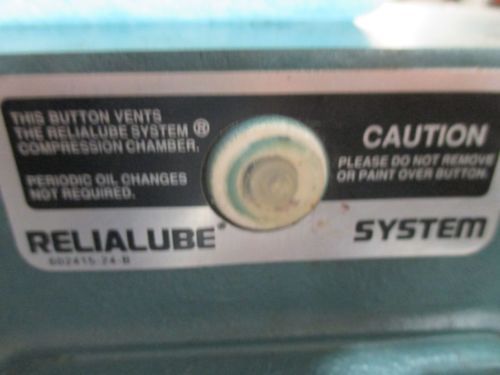 THIS BUTTON VENTS
THE RELIALUBE SYSTEM®
COMPRESSION CHAMBER.
PERIODIC OIL CHANGES
NOT REQUIRED.
CAUTION
PLEASE DO NOT REMOVE
OR PAINT OVER BUTTON.
RELIALUBE® SYSTEM
602415-24-B